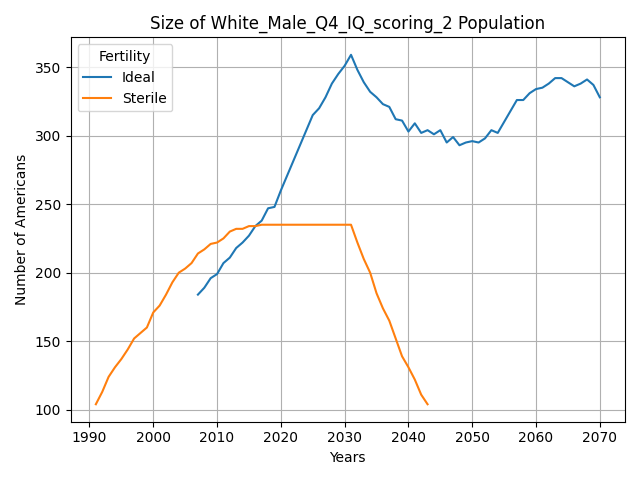 Size of White_Male_Q4_IQ_scoring_2 Population
Fertility
Ideal
Sterile
350
300
250
200
150
100
Number of Americans
1990 2000 2010 2020 2030 2040 2050 2060 2070
Years